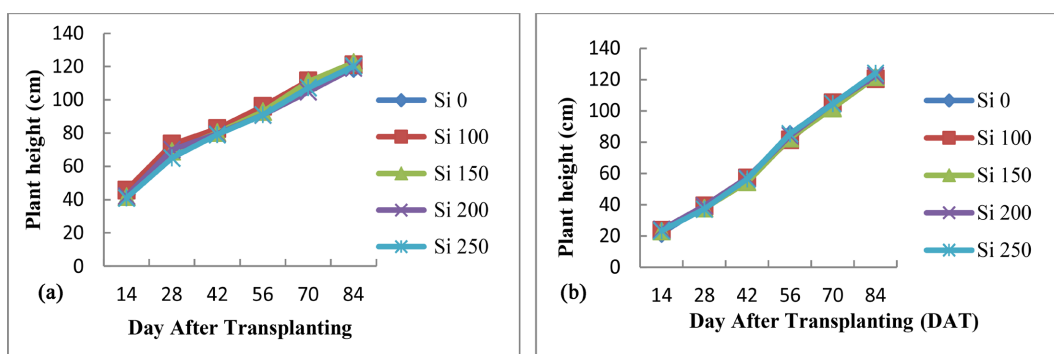 140
120
100
80
60
40
20
0
Plant height (cm)
14 28 42 56 70 84
(a)
Day After Transplanting
Si 0
Si 100
Si 150
Si 200
Si 250
140
120
100
80
60
40
20
0
Plant height (cm)
14 28 42 56 70 84
(b)
Day After Transplanting (DAT)
Si 0
Si 100
Si 150
Si 200
Si 250